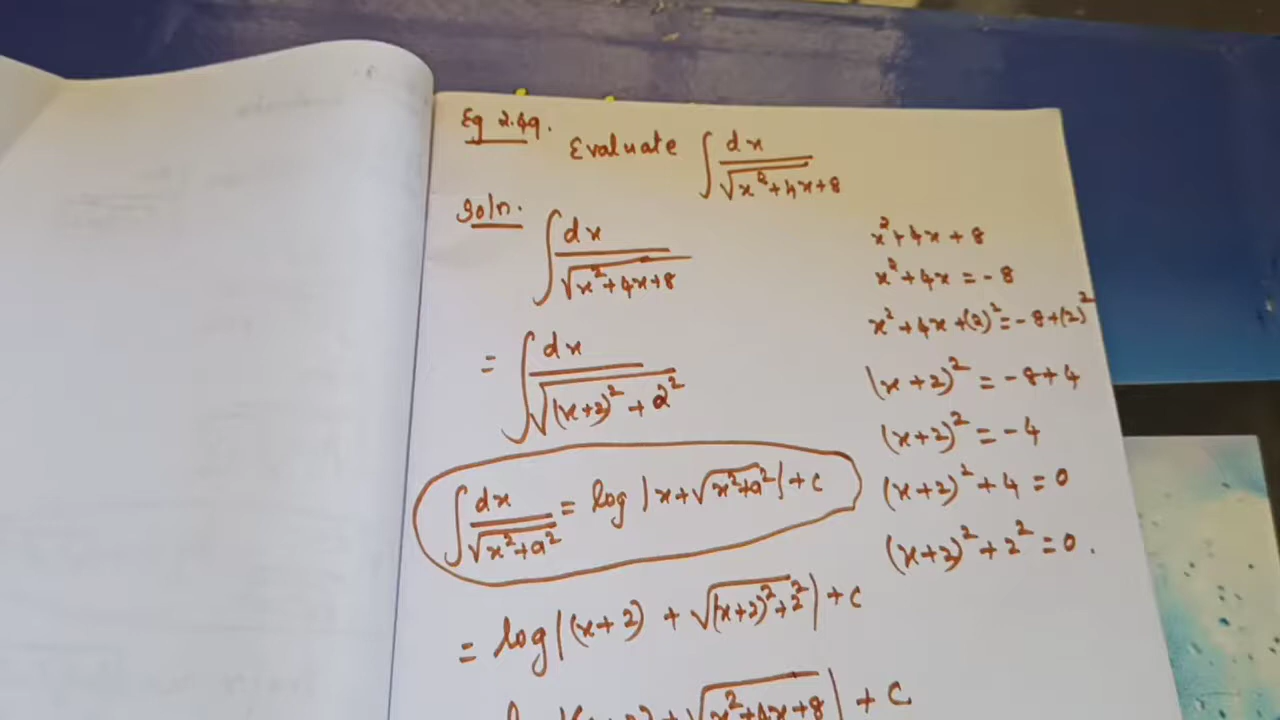 Eg 2.49. Evaluate ∫ dx / √(x²+4x+8)
Soln. ∫ dx / √(x²+4x+8)
= ∫ dx / √((x+2)² + 2²)
∫ dx / √(x²+a²) = log |x+√(x²+a²)| + c
= log |(x+2) + √((x+2)²+2²)| + c
√(x²+4x+8) | + c
x²+4x+8
x²+4x = -8
x²+4x+(2)² = -8+(2)²
(x+2)² = -8+4
(x+2)² = -4
(x+2)² + 4 = 0
(x+2)² + 2² = 0.